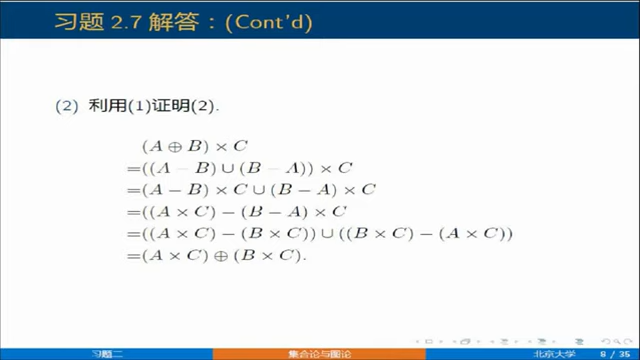 习题 2.7 解答：(Cont'd)
(2) 利用(1)证明(2).
(A ⊕ B) × C
=((A − B) ∪ (B − A)) × C
=(A − B) × C ∪ (B − A) × C
=((A × C) − (B − A) × C
=((A × C) − (B × C)) ∪ ((B × C) − (A × C))
=(A × C) ⊕ (B × C).
习题二 集合论与图论 北京大学 8 / 35